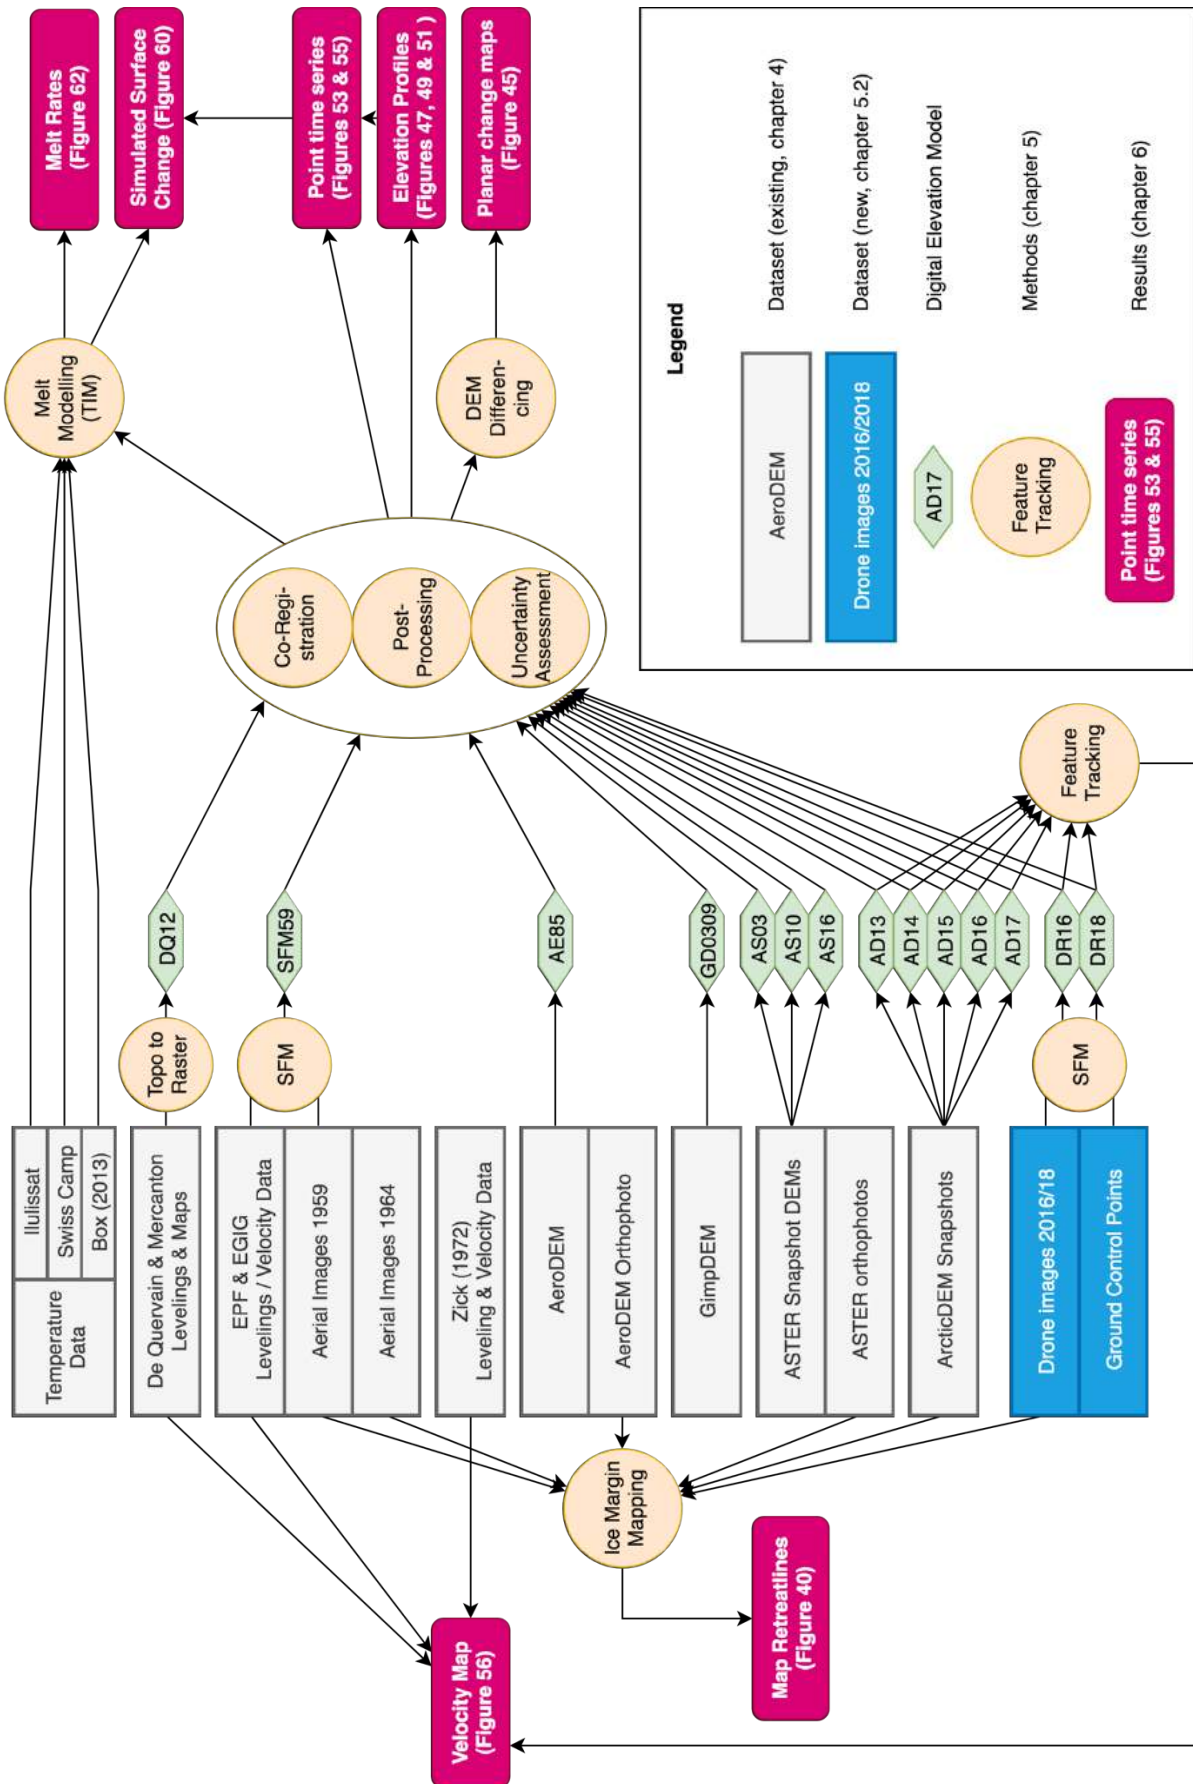 Temperature
Data
Ilulissat
Swiss Camp
Box (2013)
De Quervain & Mercanton
Levelings & Maps
EPF & EGIG
Levelings / Velocity Data
Aerial Images 1959
Aerial Images 1964
Zick (1972)
Leveling & Velocity Data
AeroDEM
AeroDEM Orthophoto
GimpDEM
ASTER Snapshot DEMs
ASTER orthophotos
ArcticDEM Snapshots
Drone images 2016/18
Ground Control Points
Velocity Map
(Figure 56)
Ice Margin
Mapping
Map Retreatlines
(Figure 40)
Topo to
Raster
SFM
SFM
DQ12
SFM59
AE85
GD0309
AS03
AS10
AS16
AD13
AD14
AD15
AD16
AD17
DR16
DR18
Feature
Tracking
Co-Regi-
stration
Post-
Processing
Uncertainty
Assessment
Melt
Modelling
(TIM)
DEM
Differen-
cing
Melt Rates
(Figure 62)
Simulated Surface
Change (Figure 60)
Point time series
(Figures 53 & 55)
Elevation Profiles
(Figures 47, 49 & 51 )
Planar change maps
(Figure 45)
Legend
AeroDEM
Dataset (existing, chapter 4)
Drone images 2016/2018
Dataset (new, chapter 5.2)
AD17
Digital Elevation Model
Feature
Tracking
Methods (chapter 5)
Point time series
(Figures 53 & 55)
Results (chapter 6)